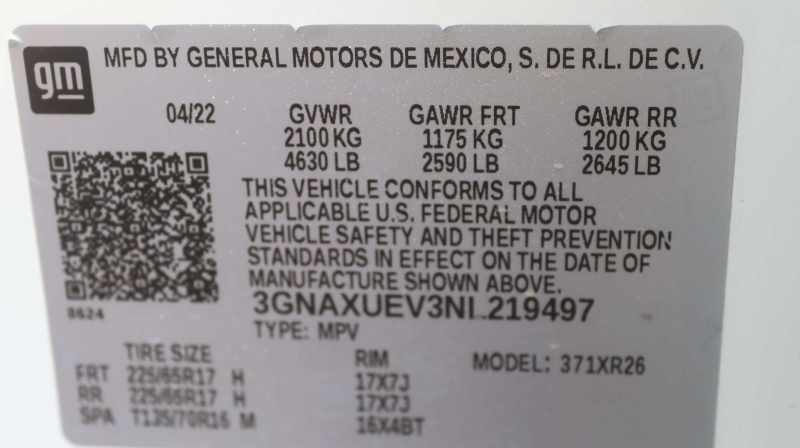 gm
MFD BY GENERAL MOTORS DE MEXICO, S. DE R.L. DE C.V.
04/22 GVWR GAWR FRT GAWR RR
2100 KG 1175 KG 1200 KG
4630 LB 2590 LB 2645 LB
THIS VEHICLE CONFORMS TO ALL
APPLICABLE U.S. FEDERAL MOTOR
VEHICLE SAFETY AND THEFT PREVENTION
STANDARDS IN EFFECT ON THE DATE OF
MANUFACTURE SHOWN ABOVE.
3GNAXUEV3NL219497
8624
TYPE: MPV
TIRE SIZE RIM MODEL: 371XR26
FRT 225/65R17 H 17X7J
RR 225/65R17 H 17X7J
SPA T135/70R16 M 16X4BT